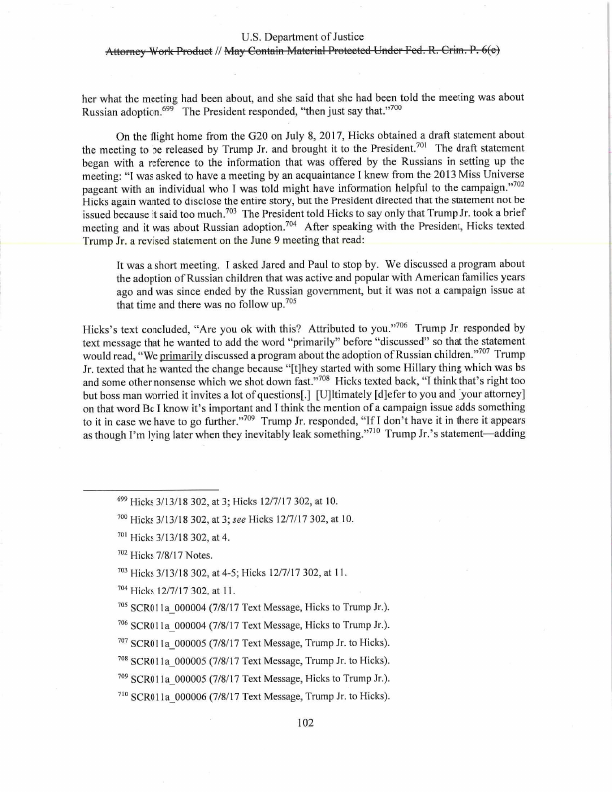 U.S. Department of Justice
Attorney Work Product // May Contain Material Protected Under Fed. R. Crim. P. 6(e)
her what the meeting had been about, and she said that she had been told the meeting was about
Russian adoption.699 The President responded, "then just say that."700
On the flight home from the G20 on July 8, 2017, Hicks obtained a draft statement about
the meeting to be released by Trump Jr. and brought it to the President.701 The draft statement
began with a reference to the information that was offered by the Russians in setting up the
meeting: "I was asked to have a meeting by an acquaintance I knew from the 2013 Miss Universe
pageant with an individual who I was told might have information helpful to the campaign."702
Hicks again wanted to disclose the entire story, but the President directed that the statement not be
issued because it said too much.703 The President told Hicks to say only that Trump Jr. took a brief
meeting and it was about Russian adoption.704 After speaking with the President, Hicks texted
Trump Jr. a revised statement on the June 9 meeting that read:
It was a short meeting. I asked Jared and Paul to stop by. We discussed a program about
the adoption of Russian children that was active and popular with American families years
ago and was since ended by the Russian government, but it was not a campaign issue at
that time and there was no follow up.705
Hicks's text concluded, "Are you ok with this? Attributed to you."706 Trump Jr. responded by
text message that he wanted to add the word "primarily" before "discussed" so that the statement
would read, "We primarily discussed a program about the adoption of Russian children."707 Trump
Jr. texted that he wanted the change because "[t]hey started with some Hillary thing which was bs
and some other nonsense which we shot down fast."708 Hicks texted back, "I think that's right too
but boss man worried it invites a lot of questions[.] [U]ltimately [d]efer to you and [your attorney]
on that word Bc I know it's important and I think the mention of a campaign issue adds something
to it in case we have to go further."709 Trump Jr. responded, "If I don't have it in there it appears
as though I'm lying later when they inevitably leak something."710 Trump Jr.'s statement—adding
699 Hicks 3/13/18 302, at 3; Hicks 12/7/17 302, at 10.
700 Hicks 3/13/18 302, at 3; see Hicks 12/7/17 302, at 10.
701 Hicks 3/13/18 302, at 4.
702 Hicks 7/8/17 Notes.
703 Hicks 3/13/18 302, at 4-5; Hicks 12/7/17 302, at 11.
704 Hicks 12/7/17 302, at 11.
705 SCR011a_000004 (7/8/17 Text Message, Hicks to Trump Jr.).
706 SCR011a_000004 (7/8/17 Text Message, Hicks to Trump Jr.).
707 SCR011a_000005 (7/8/17 Text Message, Trump Jr. to Hicks).
708 SCR011a_000005 (7/8/17 Text Message, Trump Jr. to Hicks).
709 SCR011a_000005 (7/8/17 Text Message, Hicks to Trump Jr.).
710 SCR011a_000006 (7/8/17 Text Message, Trump Jr. to Hicks).
102